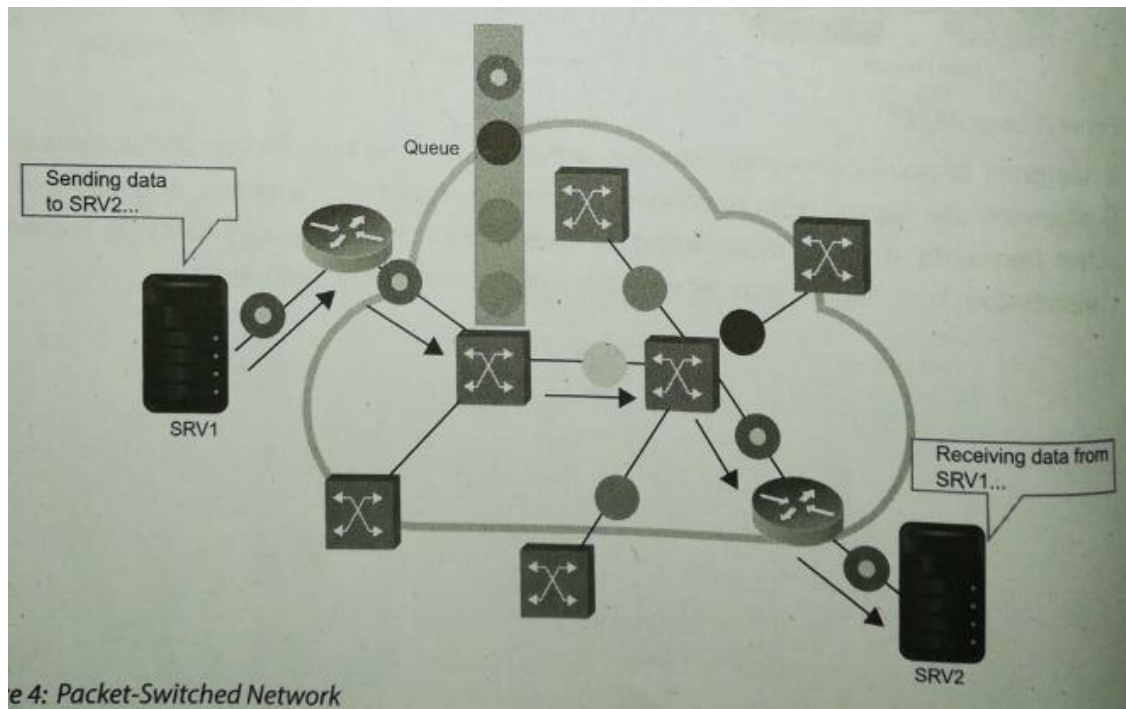 Queue
Sending data
to SRV2...
SRV1
Receiving data from
SRV1...
SRV2
e 4: Packet-Switched Network